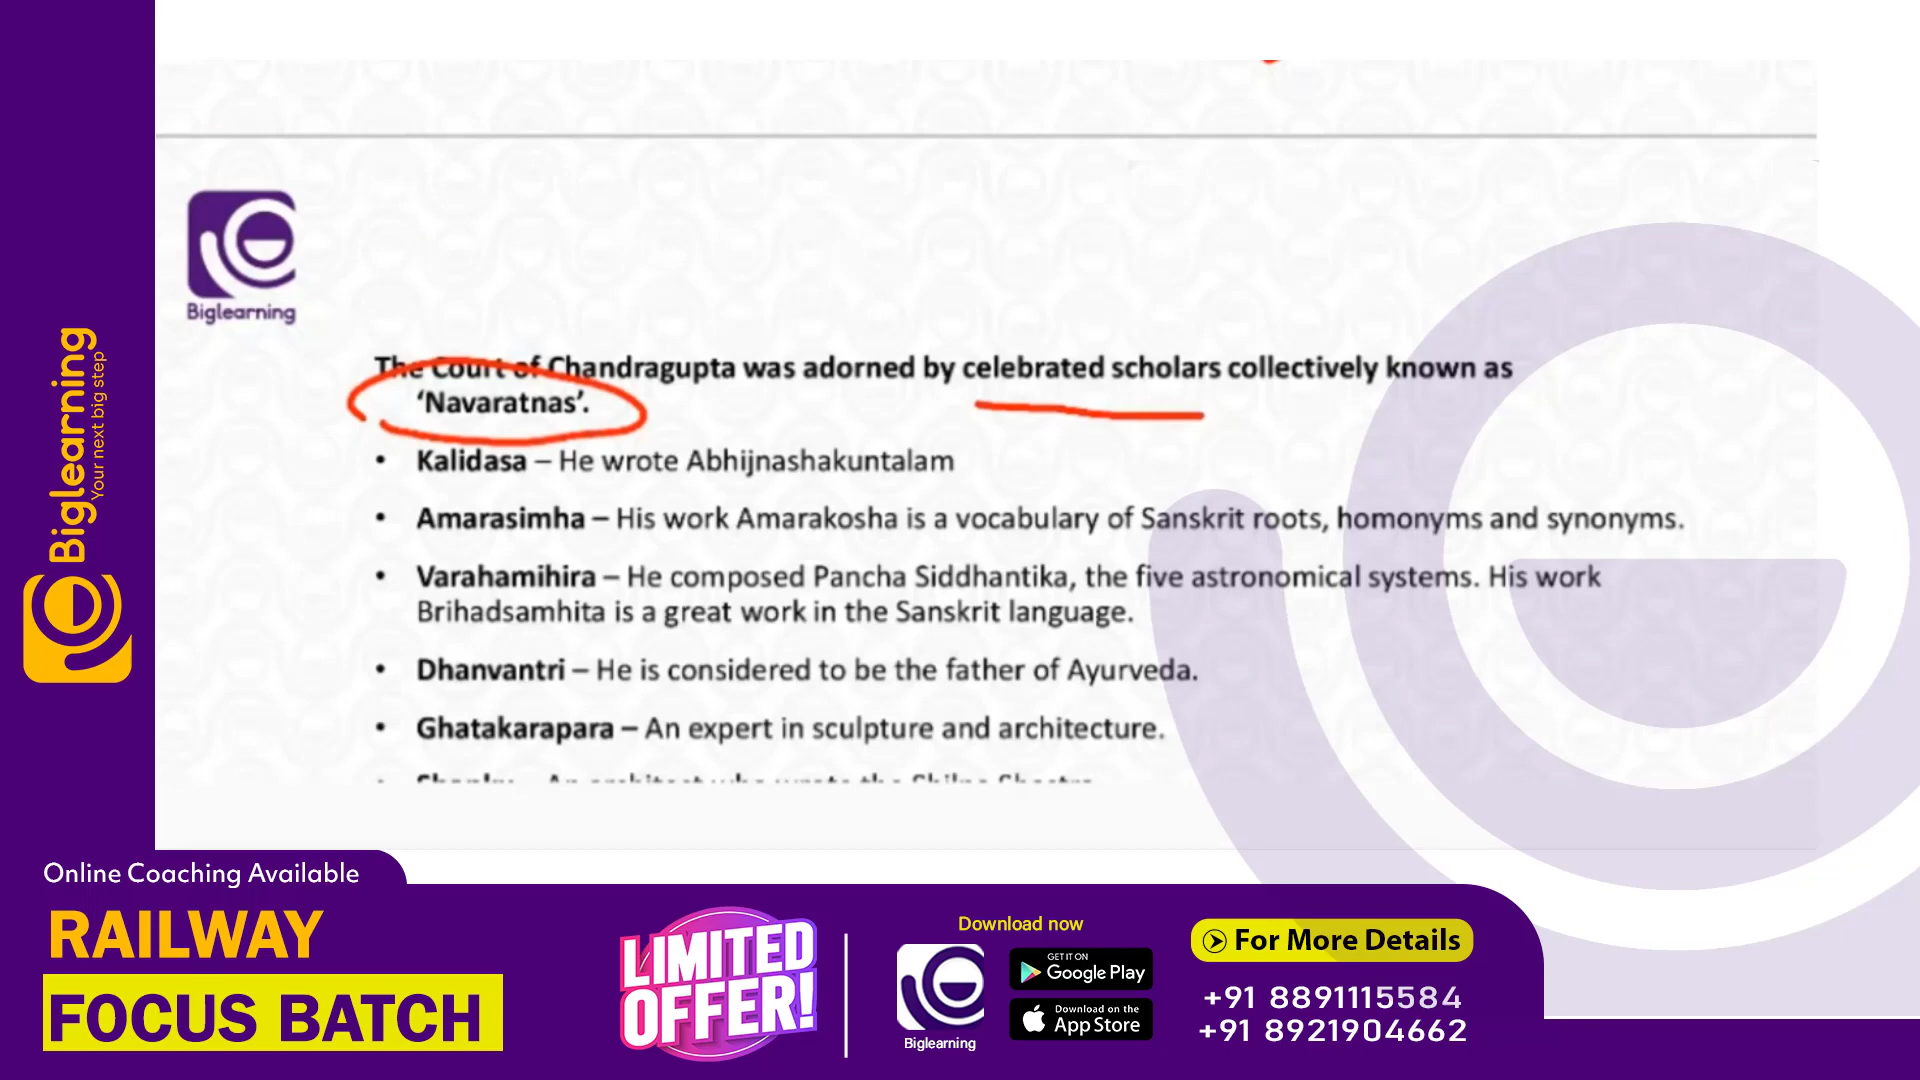 Biglearning
The Court of Chandragupta was adorned by celebrated scholars collectively known as
‘Navaratnas’.
• Kalidasa – He wrote Abhijnashakuntalam
• Amarasimha – His work Amarakosha is a vocabulary of Sanskrit roots, homonyms and synonyms.
• Varahamihira – He composed Pancha Siddhantika, the five astronomical systems. His work
Brihadsamhita is a great work in the Sanskrit language.
• Dhanvantri – He is considered to be the father of Ayurveda.
• Ghatakarapara – An expert in sculpture and architecture.
Biglearning
Your next big step
Online Coaching Available
RAILWAY
FOCUS BATCH
LIMITED
OFFER!
Download now
GET IT ON
Google Play
Download on the
App Store
Biglearning
For More Details
+91 8891115584
+91 8921904662